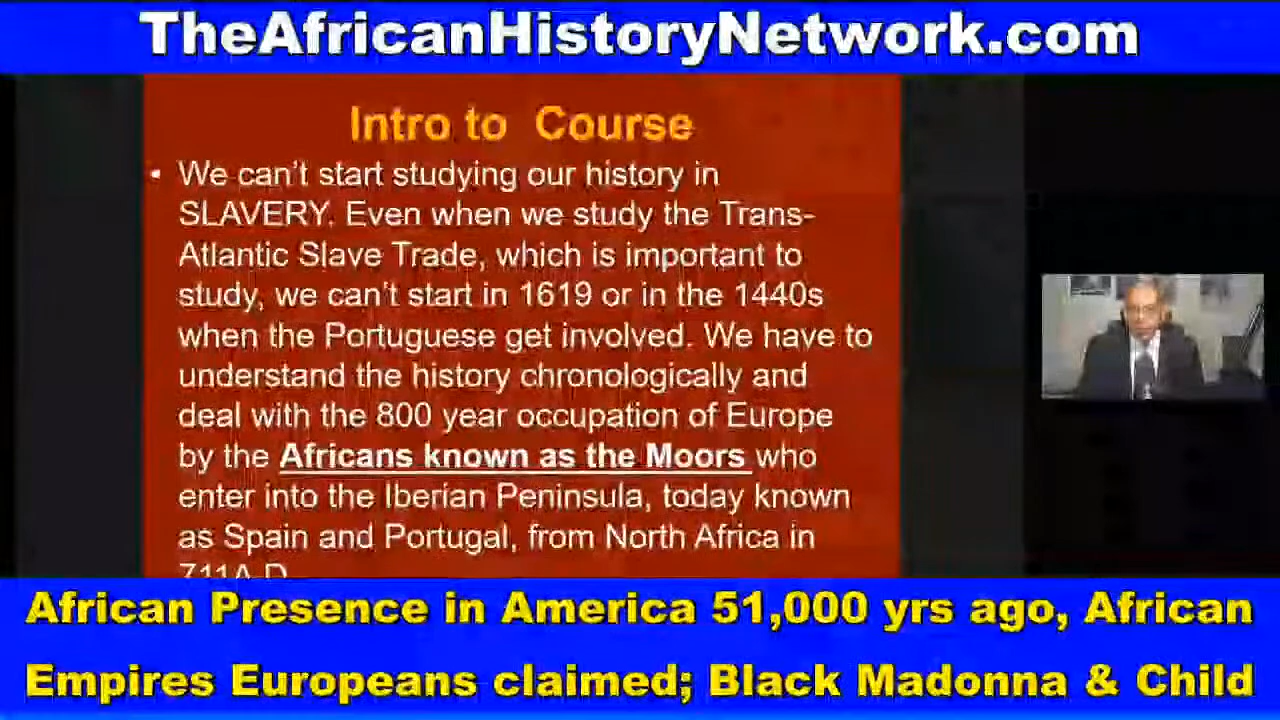 TheAfricanHistoryNetwork.com
Intro to Course
• We can't start studying our history in
SLAVERY. Even when we study the Trans-
Atlantic Slave Trade, which is important to
study, we can't start in 1619 or in the 1440s
when the Portuguese get involved. We have to
understand the history chronologically and
deal with the 800 year occupation of Europe
by the Africans known as the Moors who
enter into the Iberian Peninsula, today known
as Spain and Portugal, from North Africa in
711A.D.
African Presence in America 51,000 yrs ago, African
Empires Europeans claimed; Black Madonna & Child